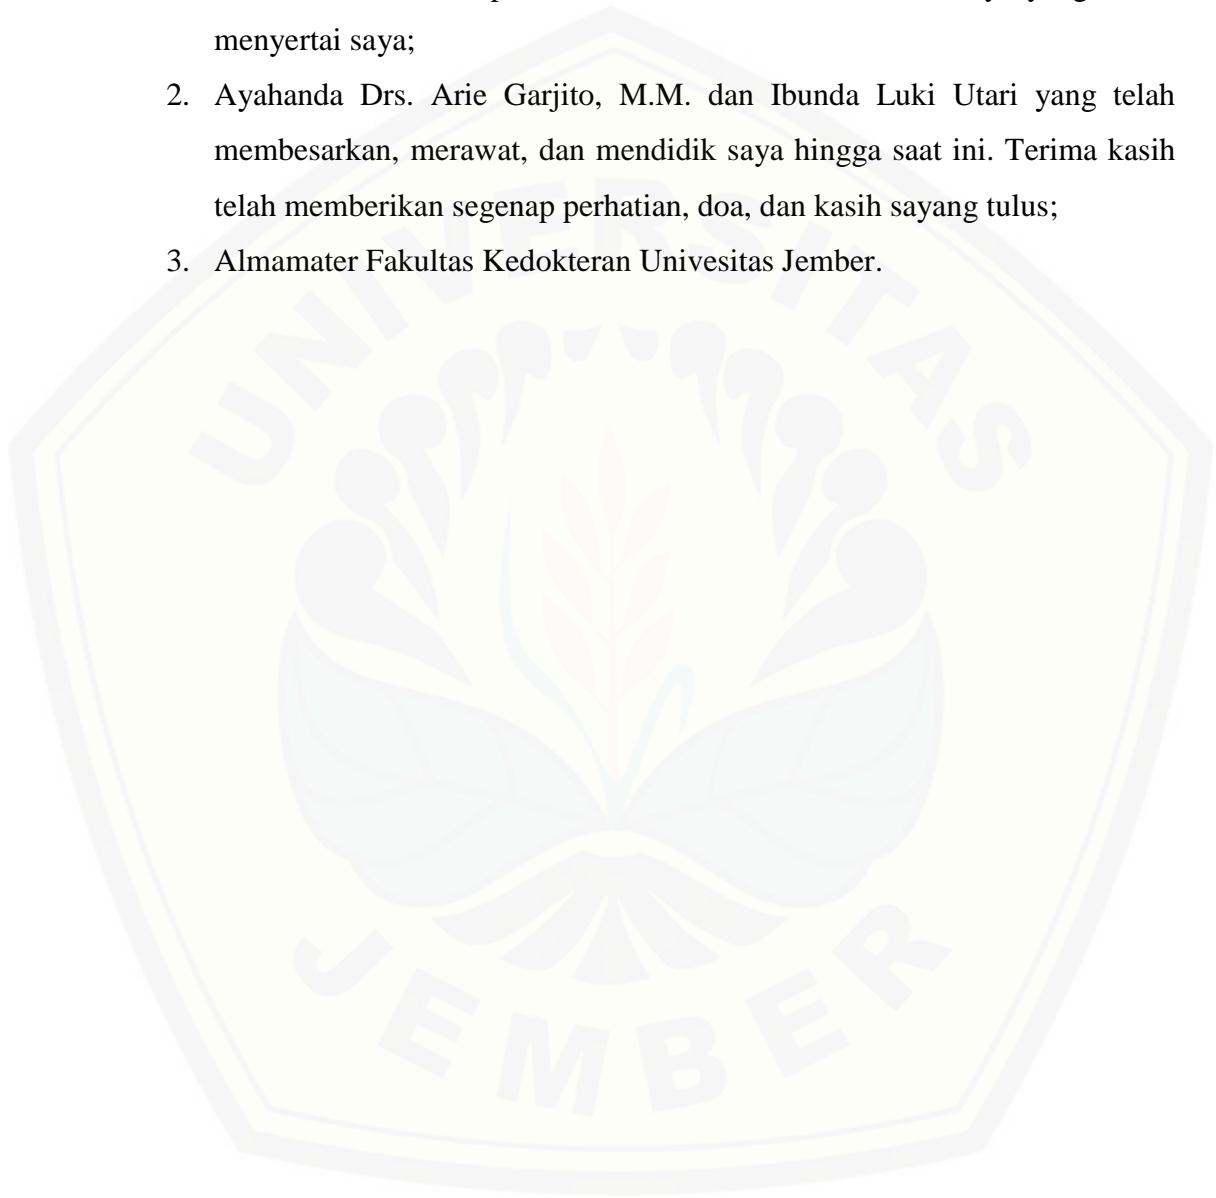 menyertai saya;
2. Ayahanda Drs. Arie Garjito, M.M. dan Ibunda Luki Utari yang telah
membesarkan, merawat, dan mendidik saya hingga saat ini. Terima kasih
telah memberikan segenap perhatian, doa, dan kasih sayang tulus;
3. Almamater Fakultas Kedokteran Univesitas Jember.
UNIVERSITAS
JEMBER